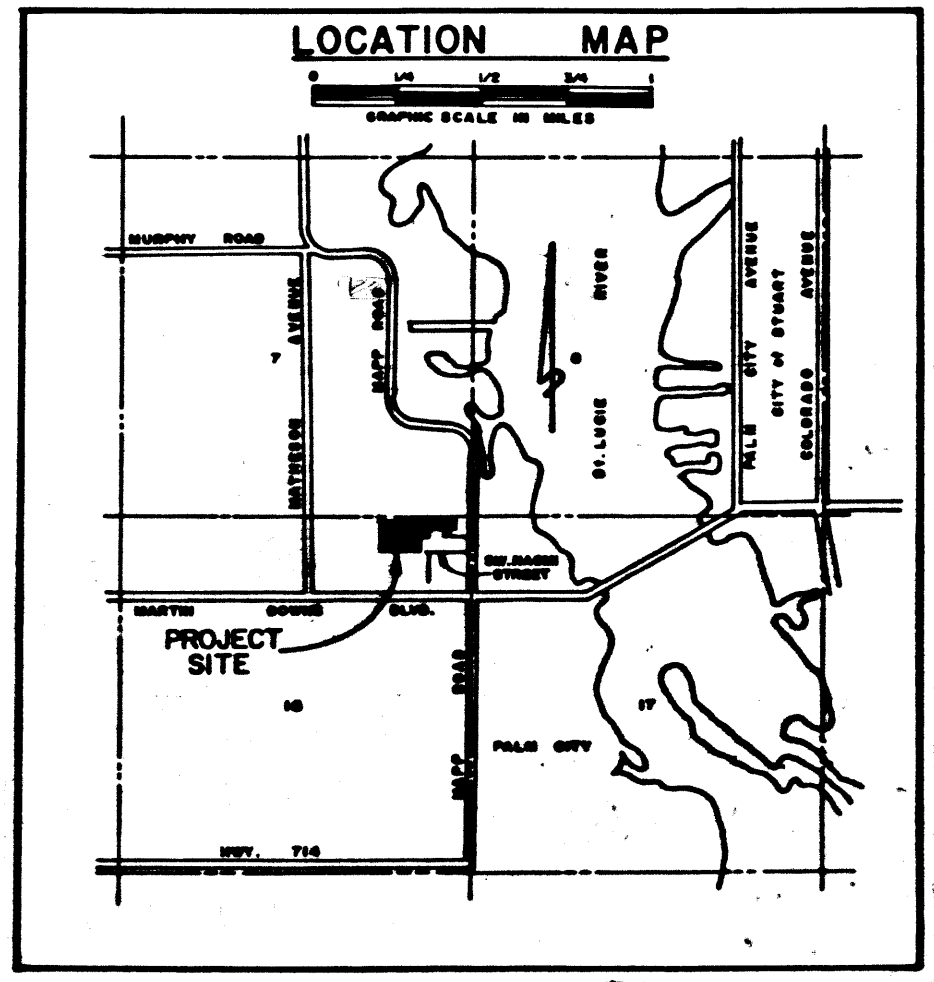 LOCATION MAP
0 1/4 1/2 3/4 1
GRAPHIC SCALE IN MILES
MURPHY ROAD
MATHESON AVENUE
MAPP ROAD
7
RIVER
St. LUCIE
PALM CITY AVENUE
CITY of STUART
COLORADO AVENUE
STREET
MARTIN DOWNS BLVD.
PROJECT
SITE
MAPP ROAD
17
PALM CITY
HWY. 714